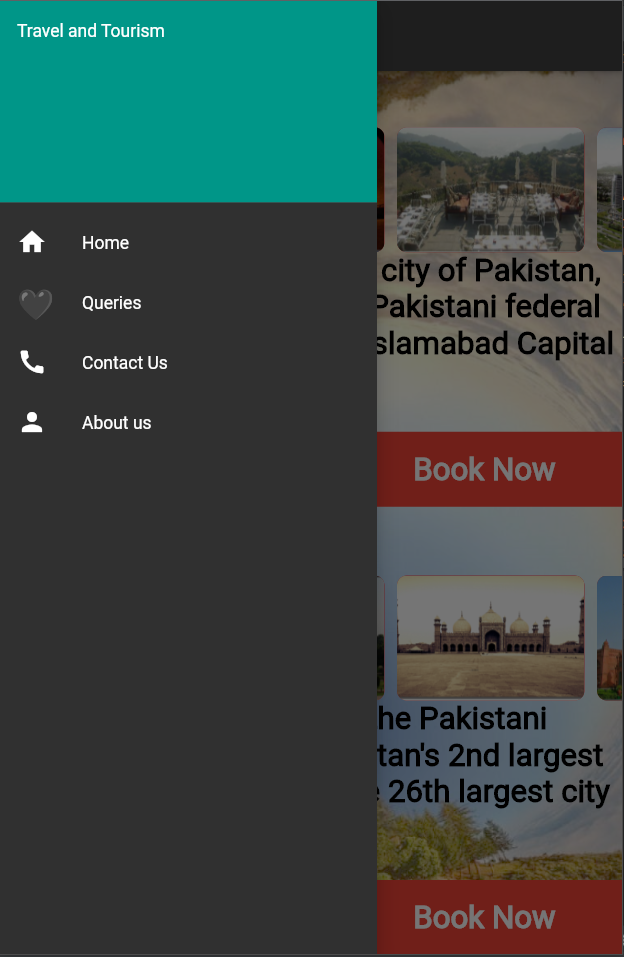 Travel and Tourism
Home
Queries
Contact Us
About us
city of Pakistan,
Pakistani federal
slamabad Capital
Book Now
he Pakistani
tan's 2nd largest
26th largest city
Book Now